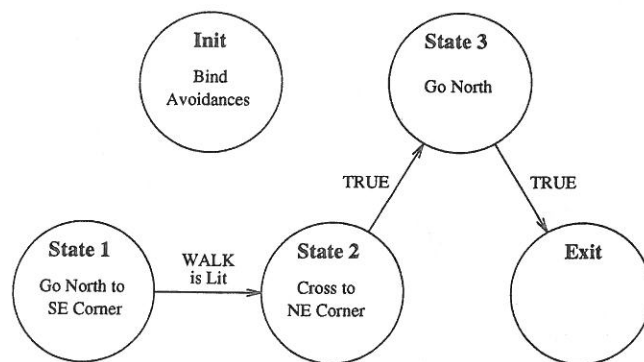 Init
Bind
Avoidances
State 3
Go North
TRUE
TRUE
State 1
Go North to
SE Corner
WALK
is Lit
State 2
Cross to
NE Corner
Exit